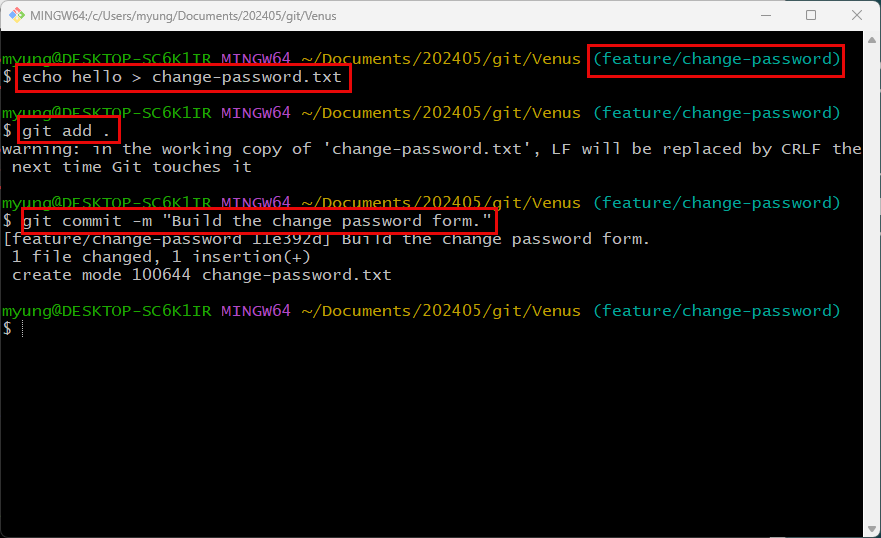 MINGW64:/c/Users/myung/Documents/202405/git/Venus
myung@DESKTOP-SC6K1IR MINGW64 ~/Documents/202405/git/Venus (feature/change-password)
$ echo hello > change-password.txt
myung@DESKTOP-SC6K1IR MINGW64 ~/Documents/202405/git/Venus (feature/change-password)
$ git add .
warning: in the working copy of 'change-password.txt', LF will be replaced by CRLF the
next time Git touches it
myung@DESKTOP-SC6K1IR MINGW64 ~/Documents/202405/git/Venus (feature/change-password)
$ git commit -m "Build the change password form."
[feature/change-password 11e392d] Build the change password form.
1 file changed, 1 insertion(+)
create mode 100644 change-password.txt
myung@DESKTOP-SC6K1IR MINGW64 ~/Documents/202405/git/Venus (feature/change-password)
$